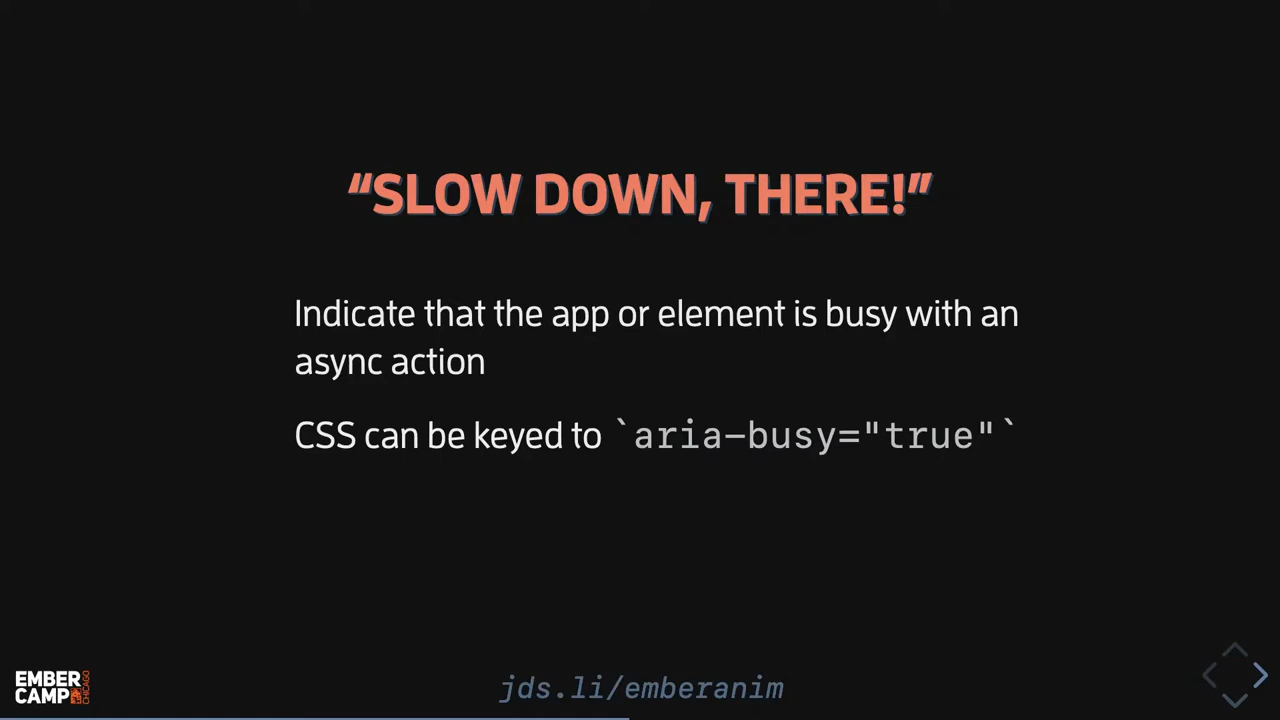 “SLOW DOWN, THERE!”
Indicate that the app or element is busy with an
async action
CSS can be keyed to `aria-busy="true"`
EMBER
CAMP
CHICAGO
jds.li/emberanim